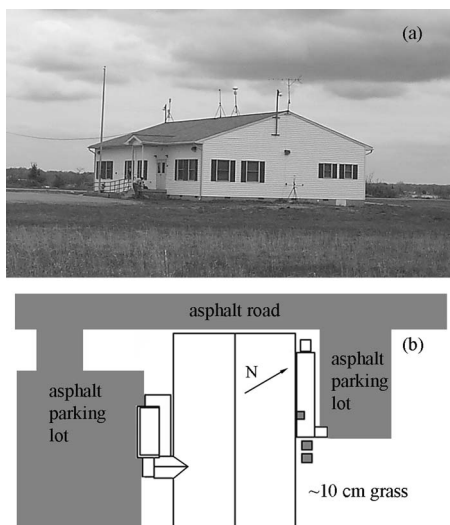 (a)
asphalt road
(b)
asphalt
parking
lot
N
asphalt
parking
lot
~10 cm grass